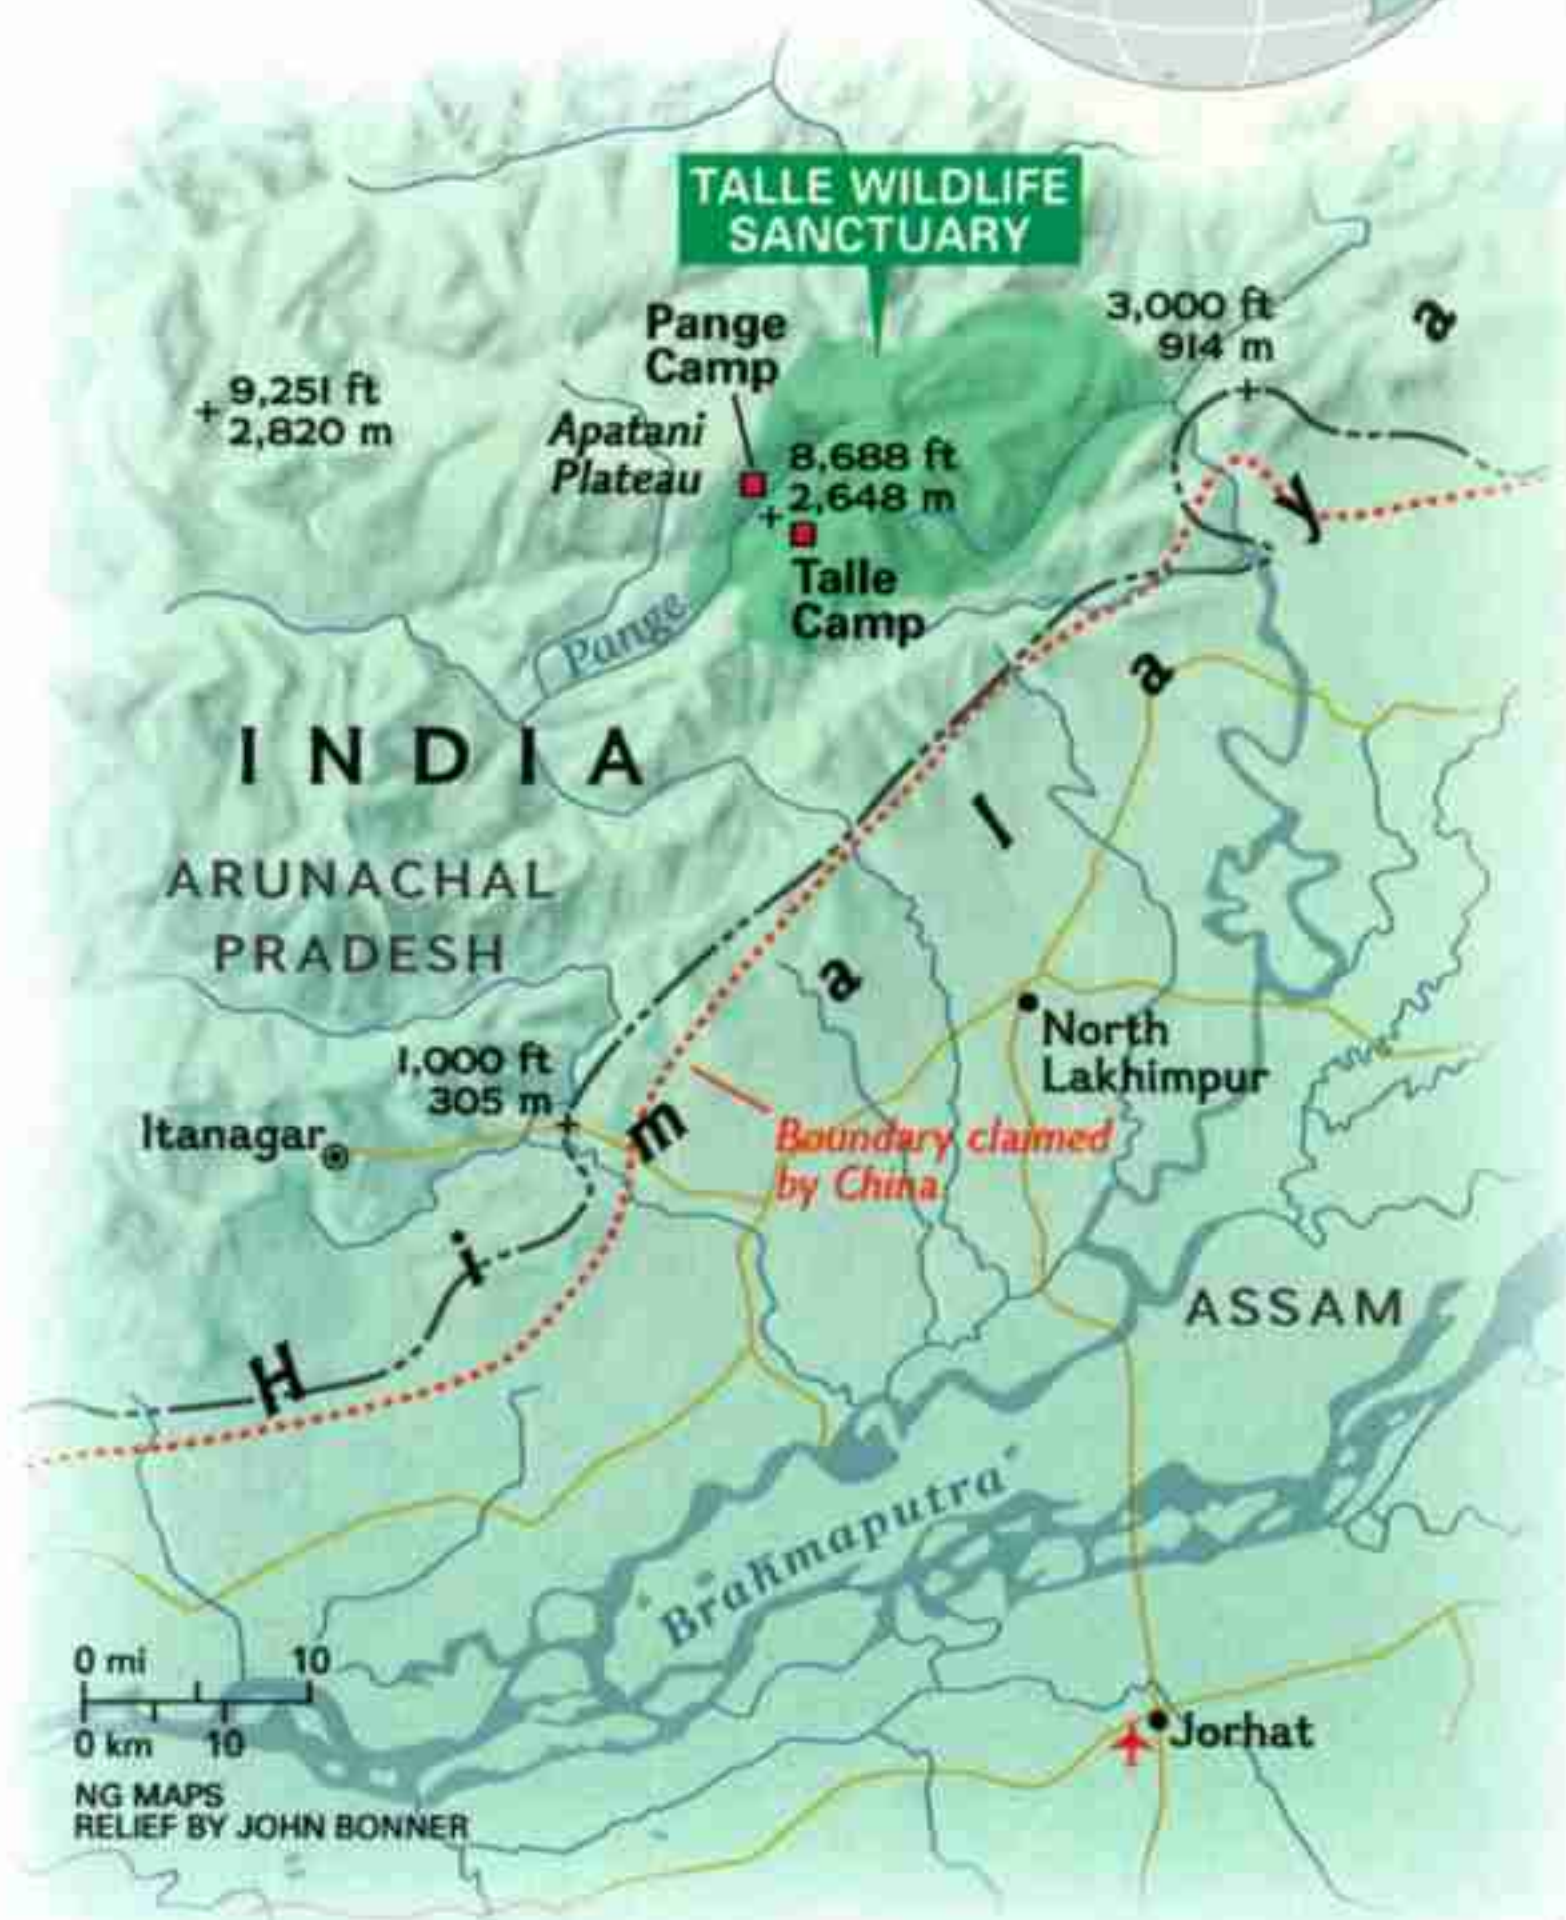 TALLE WILDLIFE
SANCTUARY
Pange
Camp
3,000 ft
914 m
9,251 ft
2,820 m
Apatani
Plateau
8,688 ft
2,648 m
Talle
Camp
Pange
INDIA
ARUNACHAL
PRADESH
Himalaya
North
Lakhimpur
1,000 ft
305 m
Itanagar
Boundary claimed
by China
ASSAM
Brahmaputra
0 mi 10
0 km 10
Jorhat
NG MAPS
RELIEF BY JOHN BONNER